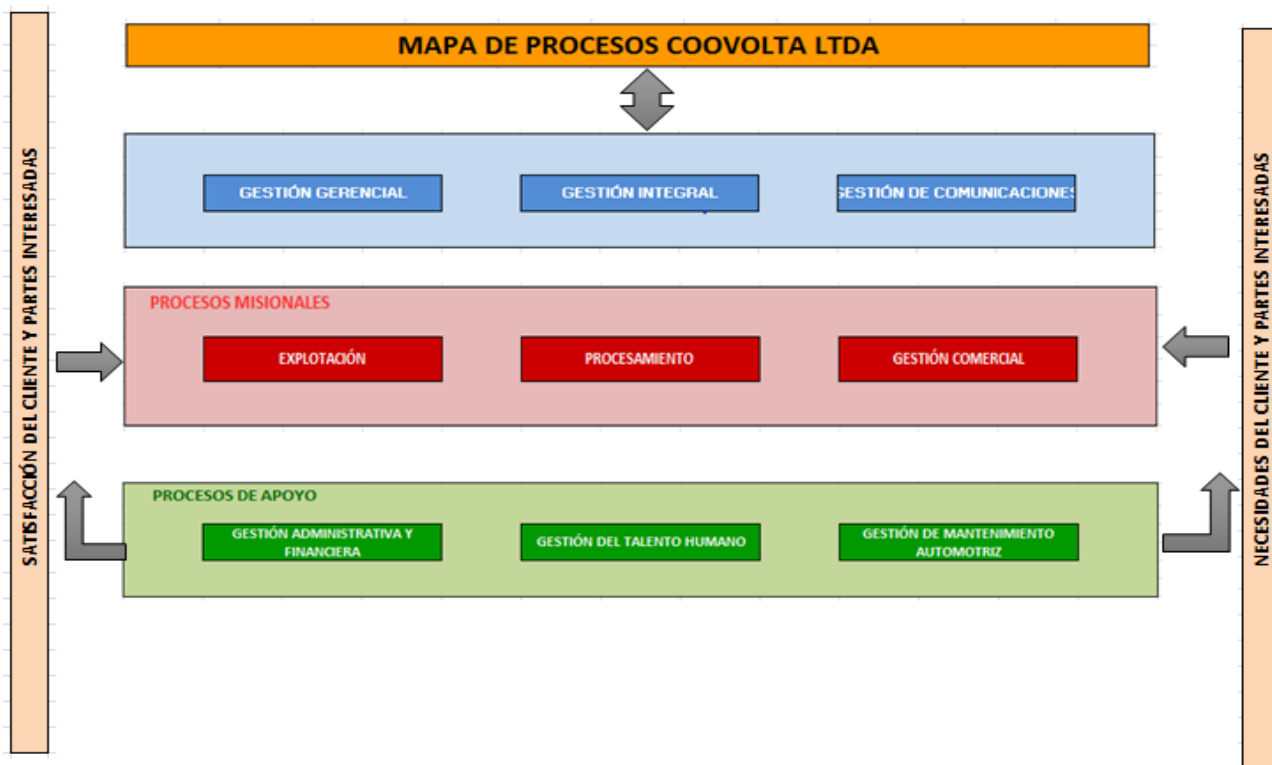 MAPA DE PROCESOS COOVOLTA LTDA
SATISFACCIÓN DEL CLIENTE Y PARTES INTERESADAS
GESTIÓN GERENCIAL
GESTIÓN INTEGRAL
GESTIÓN DE COMUNICACIONES
PROCESOS MISIONALES
EXPLOTACIÓN
PROCESAMIENTO
GESTIÓN COMERCIAL
PROCESOS DE APOYO
GESTIÓN ADMINISTRATIVA Y
FINANCIERA
GESTIÓN DEL TALENTO HUMANO
GESTIÓN DE MANTENIMIENTO
AUTOMOTRIZ
NECESIDADES DEL CLIENTE Y PARTES INTERESADAS